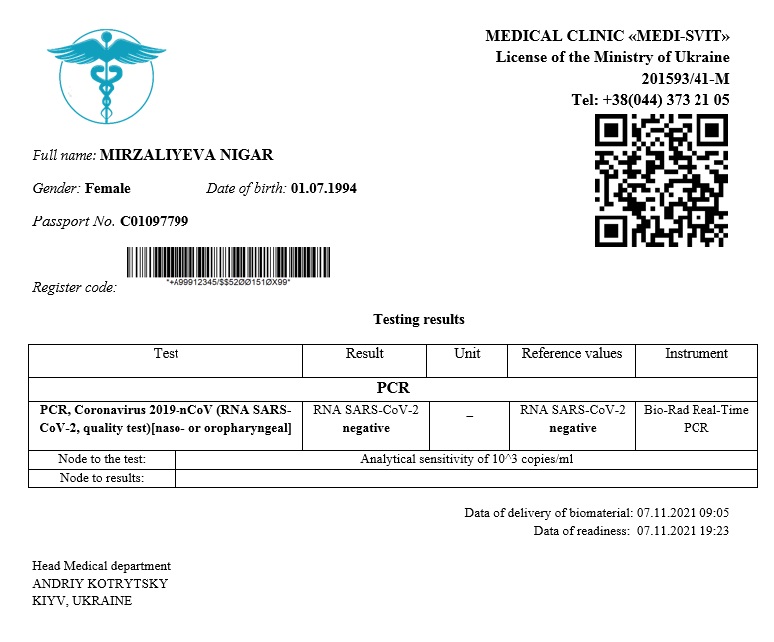 MEDICAL CLINIC «MEDI-SVIT»
License of the Ministry of Ukraine
201593/41-M
Tel: +38(044) 373 21 05
Full name: MIRZALIYEVA NIGAR
Gender: Female Date of birth: 01.07.1994
Passport No. C01097799
Register code:
*+A99912345/$$52ØØ151ØX99*
Testing results
Test Result Unit Reference values Instrument
PCR
PCR, Coronavirus 2019-nCoV (RNA SARS- RNA SARS-CoV-2 – RNA SARS-CoV-2 Bio-Rad Real-Time
CoV-2, quality test)[naso- or oropharyngeal] negative negative PCR
Node to the test: Analytical sensitivity of 10^3 copies/ml
Node to results:
Data of delivery of biomaterial: 07.11.2021 09:05
Data of readiness: 07.11.2021 19:23
Head Medical department
ANDRIY KOTRYTSKY
KIYV, UKRAINE